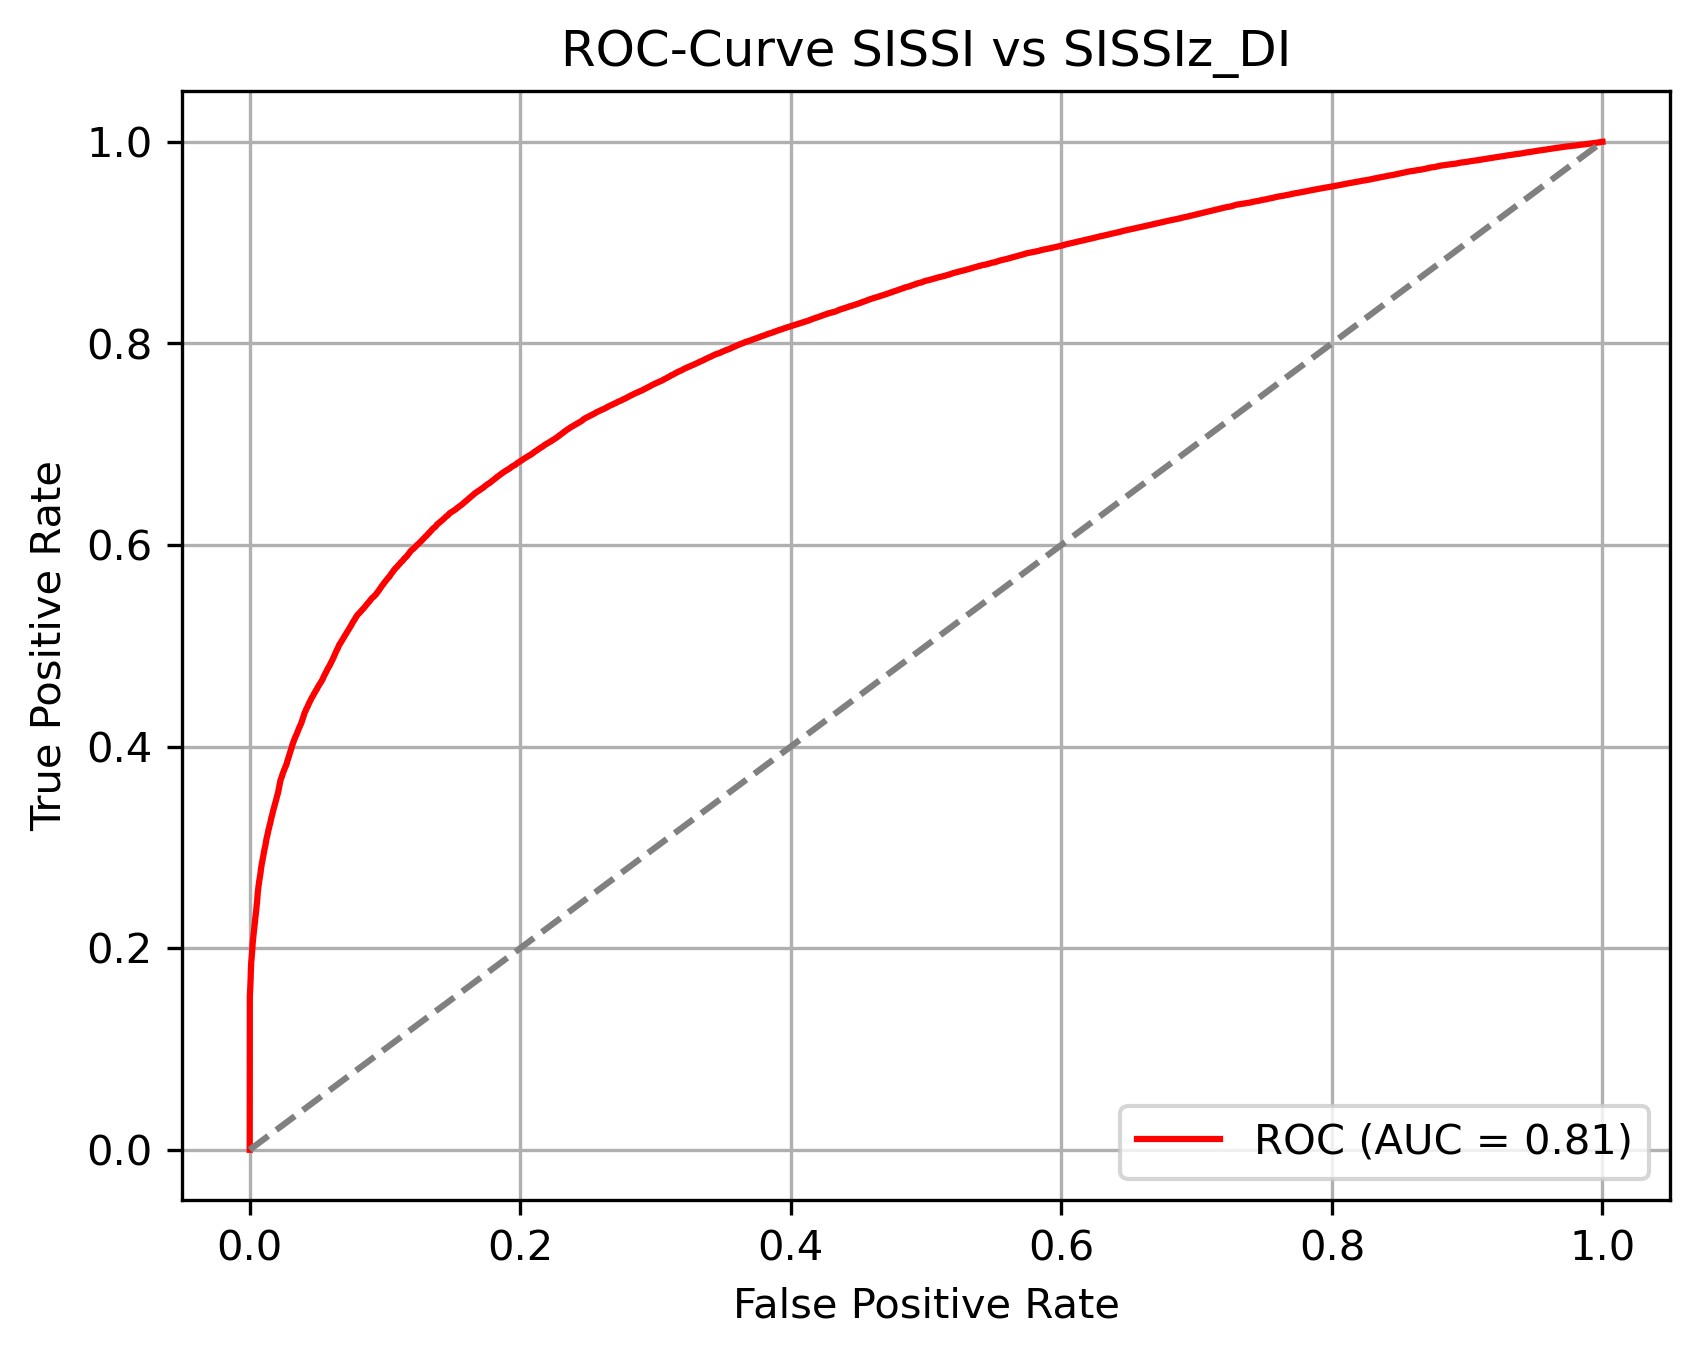 ROC-Curve SISSI vs SISSIz_DI
1.0
0.8
0.6
0.4
0.2
0.0
True Positive Rate
ROC (AUC = 0.81)
0.0 0.2 0.4 0.6 0.8 1.0
False Positive Rate